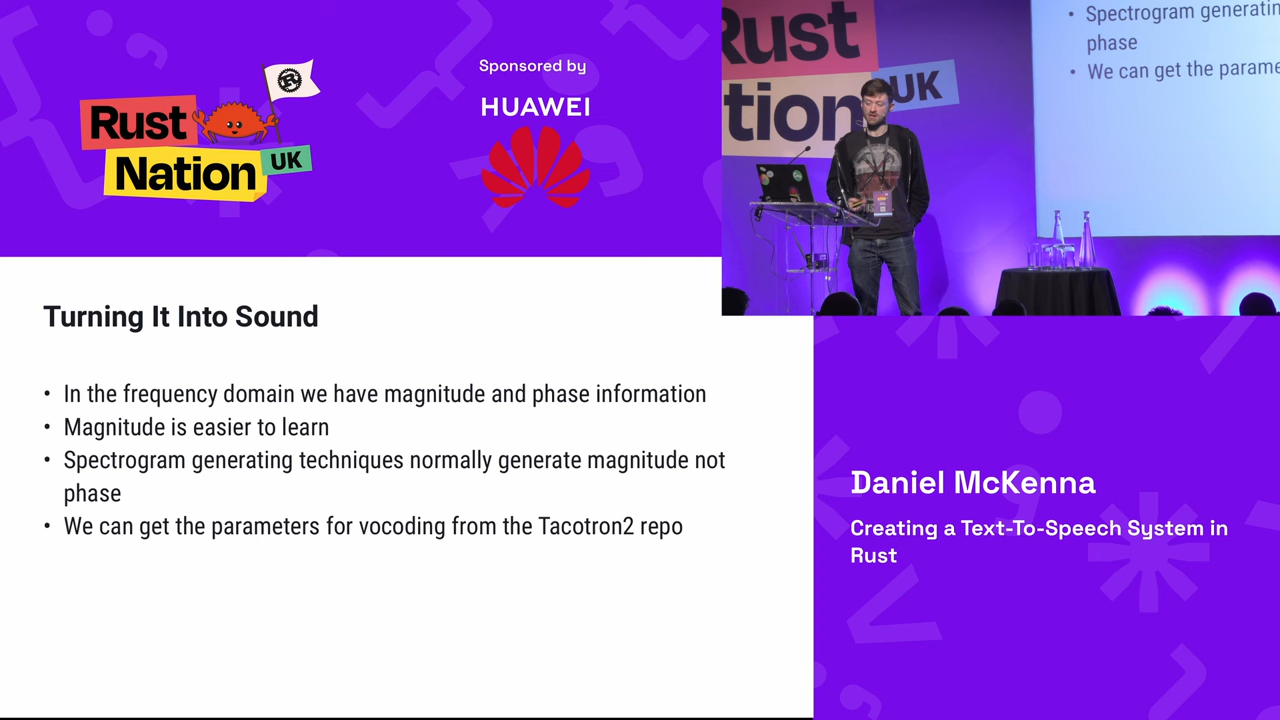 Rust
Nation
UK
Sponsored by
HUAWEI
Rust
tion
UK
Spectrogram
phase
We can get the
Turning It Into Sound
• In the frequency domain we have magnitude and phase information
• Magnitude is easier to learn
• Spectrogram generating techniques normally generate magnitude not
phase
• We can get the parameters for vocoding from the Tacotron2 repo
Daniel McKenna
Creating a Text-To-Speech System in
Rust